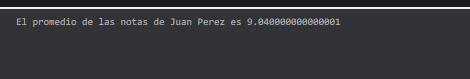 El promedio de las notas de Juan Perez es 9.040000000000001